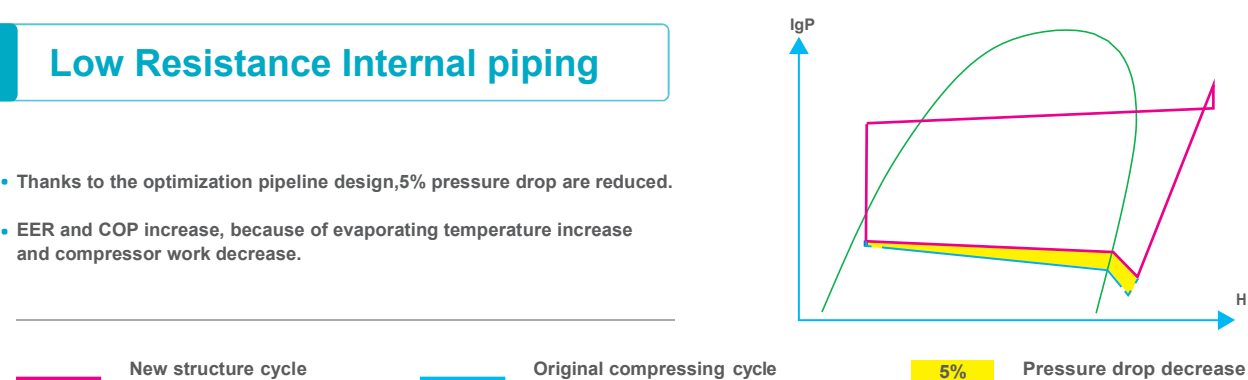 Low Resistance Internal piping
lgP
Thanks to the optimization pipeline design,5% pressure drop are reduced.
EER and COP increase, because of evaporating temperature increase
and compressor work decrease.
H
New structure cycle
Original compressing cycle
5%
Pressure drop decrease